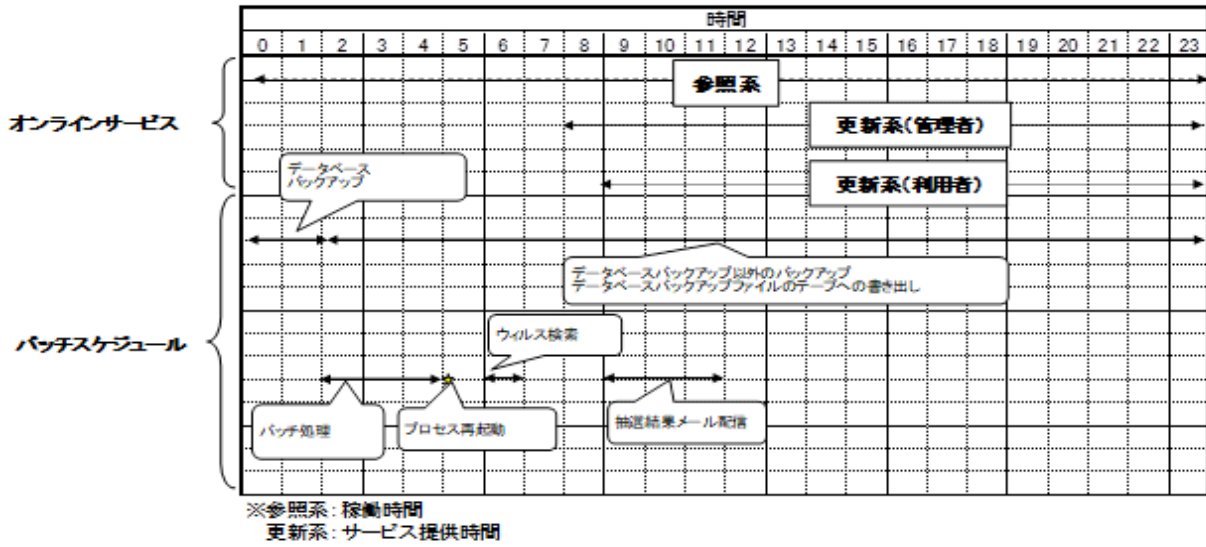 時間
0 1 2 3 4 5 6 7 8 9 10 11 12 13 14 15 16 17 18 19 20 21 22 23
オンラインサービス
参照系
更新系(管理者)
データベース
バックアップ
更新系(利用者)
データベースバックアップ以外のバックアップ
データベースバックアップファイルのテープへの書き出し
バッチスケジュール
ウィルス検索
バッチ処理
プロセス再起動
抽選結果メール配信
※参照系:稼働時間
更新系:サービス提供時間